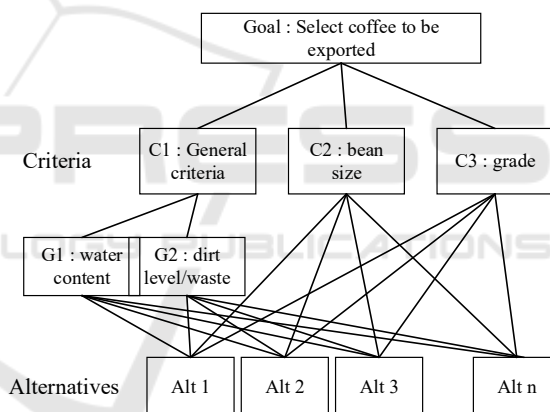 Goal : Select coffee to be
exported
Criteria
C1 : General
criteria
C2 : bean
size
C3 : grade
G1 : water
content
G2 : dirt
level/waste
Alternatives
Alt 1
Alt 2
Alt 3
Alt n